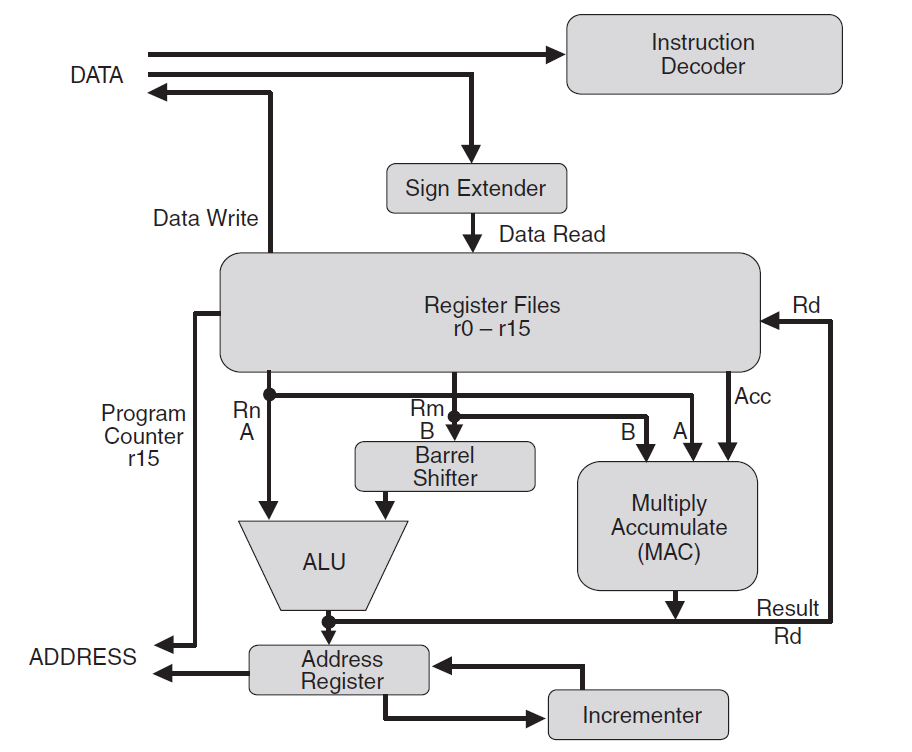 Instruction
Decoder
DATA
Sign Extender
Data Write
Data Read
Register Files
r0 – r15
Rd
Program
Counter
r15
Rn
A
Rm
B
B
A
Acc
Barrel
Shifter
Multiply
Accumulate
(MAC)
ALU
Result
Rd
ADDRESS
Address
Register
Incrementer